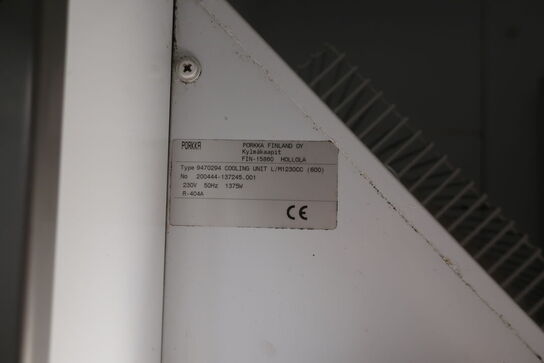 PORKKA PORKKA FINLAND OY
Kylmäkaapit
FIN-15860 HOLLOLA
Type 9470294 COOLING UNIT L/M1230CC (600)
No 200444-137245.001
230V 50Hz 1375W
R-404A
CE